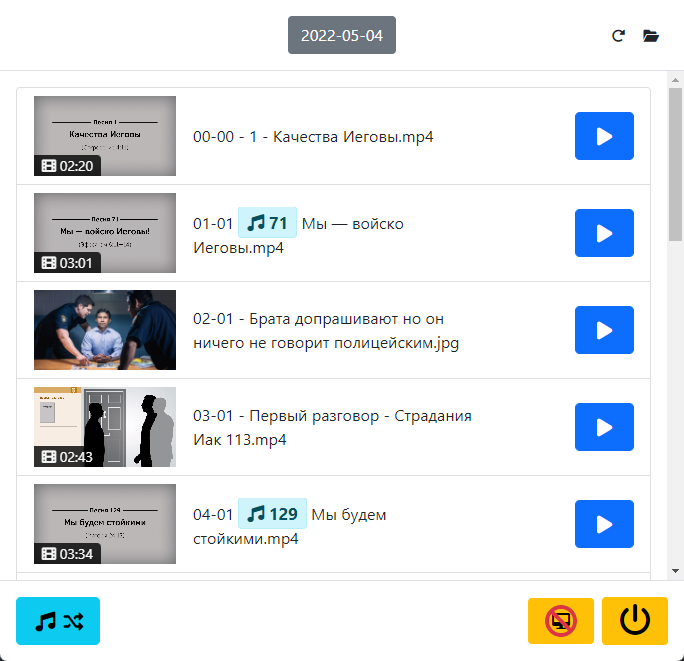 2022-05-04
Песня 1
Качества Иеговы
02:20
00-00 - 1 - Качества Иеговы.mp4
Песня 71
Мы — войско Иеговы!
03:01
01-01 71 Мы — войско
Иеговы.mp4
02-01 - Брата допрашивают но он
ничего не говорит полицейским.jpg
02:43
03-01 - Первый разговор - Страдания
Иак 113.mp4
Песня 129
Мы будем стойкими
03:34
04-01 129 Мы будем
стойкими.mp4